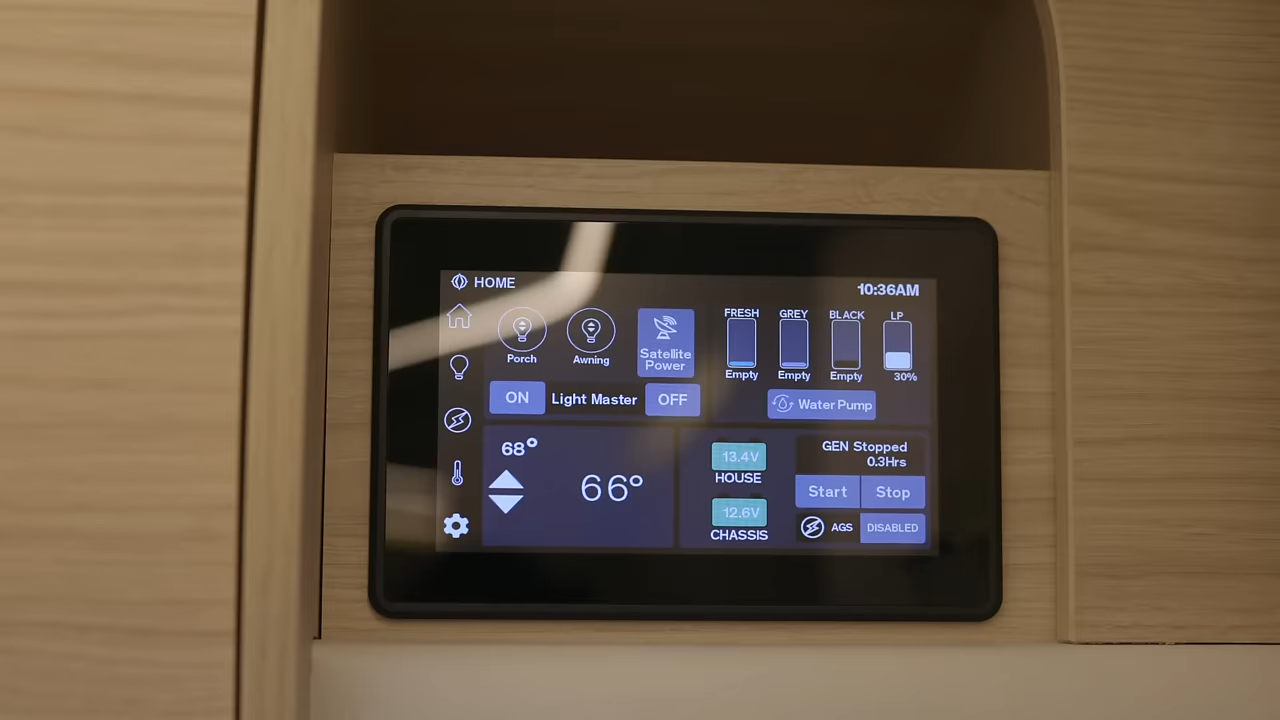 HOME
10:36AM
Porch
Awning
Satellite
Power
ON
Light Master
OFF
FRESH
GREY
BLACK
LP
Empty
Empty
Empty
30%
Water Pump
68°
66°
13.4V
HOUSE
12.6V
CHASSIS
GEN Stopped
0.3Hrs
Start
Stop
AGS
DISABLED